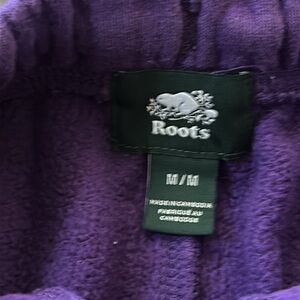 Roots
M/M
MADE IN CAMBODIA
FABRIQUÉ AU
CAMBODGE